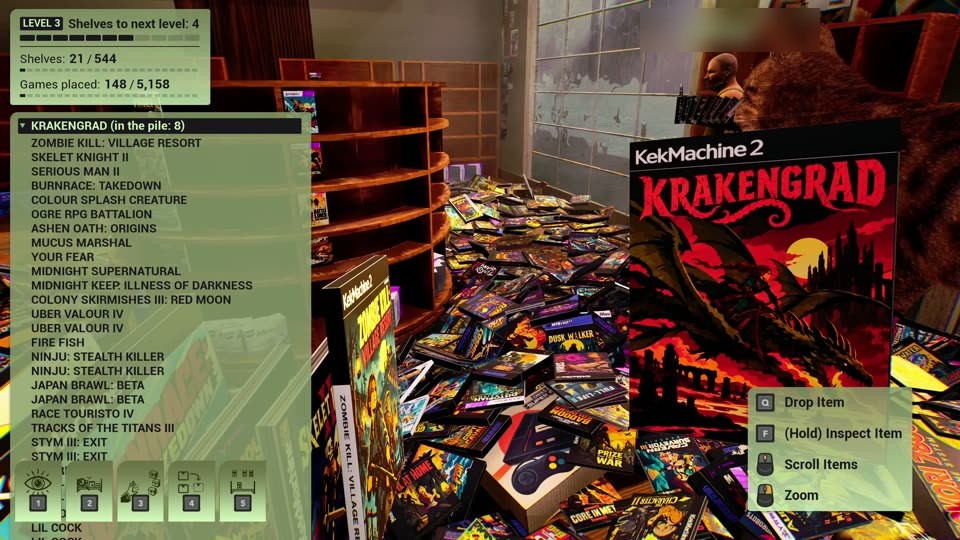 LEVEL 3 Shelves to next level: 4
Shelves: 21 / 544
Games placed: 148 / 5,158
KRAKENGRAD (in the pile: 8)
ZOMBIE KILL: VILLAGE RESORT
SKELET KNIGHT II
SERIOUS MAN II
BURNRACE: TAKEDOWN
COLOUR SPLASH CREATURE
OGRE RPG BATTALION
ASHEN OATH: ORIGINS
MUCUS MARSHAL
YOUR FEAR
MIDNIGHT SUPERNATURAL
MIDNIGHT KEEP: ILLNESS OF DARKNESS
COLONY SKIRMISHES III: RED MOON
UBER VALOUR IV
UBER VALOUR IV
FIRE FISH
NINJU: STEALTH KILLER
NINJU: STEALTH KILLER
JAPAN BRAWL: BETA
JAPAN BRAWL: BETA
RACE TOURISTO IV
TRACKS OF THE TITANS III
STYM III: EXIT
STYM III: EXIT
LIL COCK
1
2
3
4
5
KekMachine 2
KRAKENGRAD
KekMachine 2
ZOMBIE KILL
ZOMBIE KILL: VILLAGE RE
DUSK WALKER
PRIZE WAR
CORE IN MET
Q Drop Item
F (Hold) Inspect Item
Scroll Items
Zoom